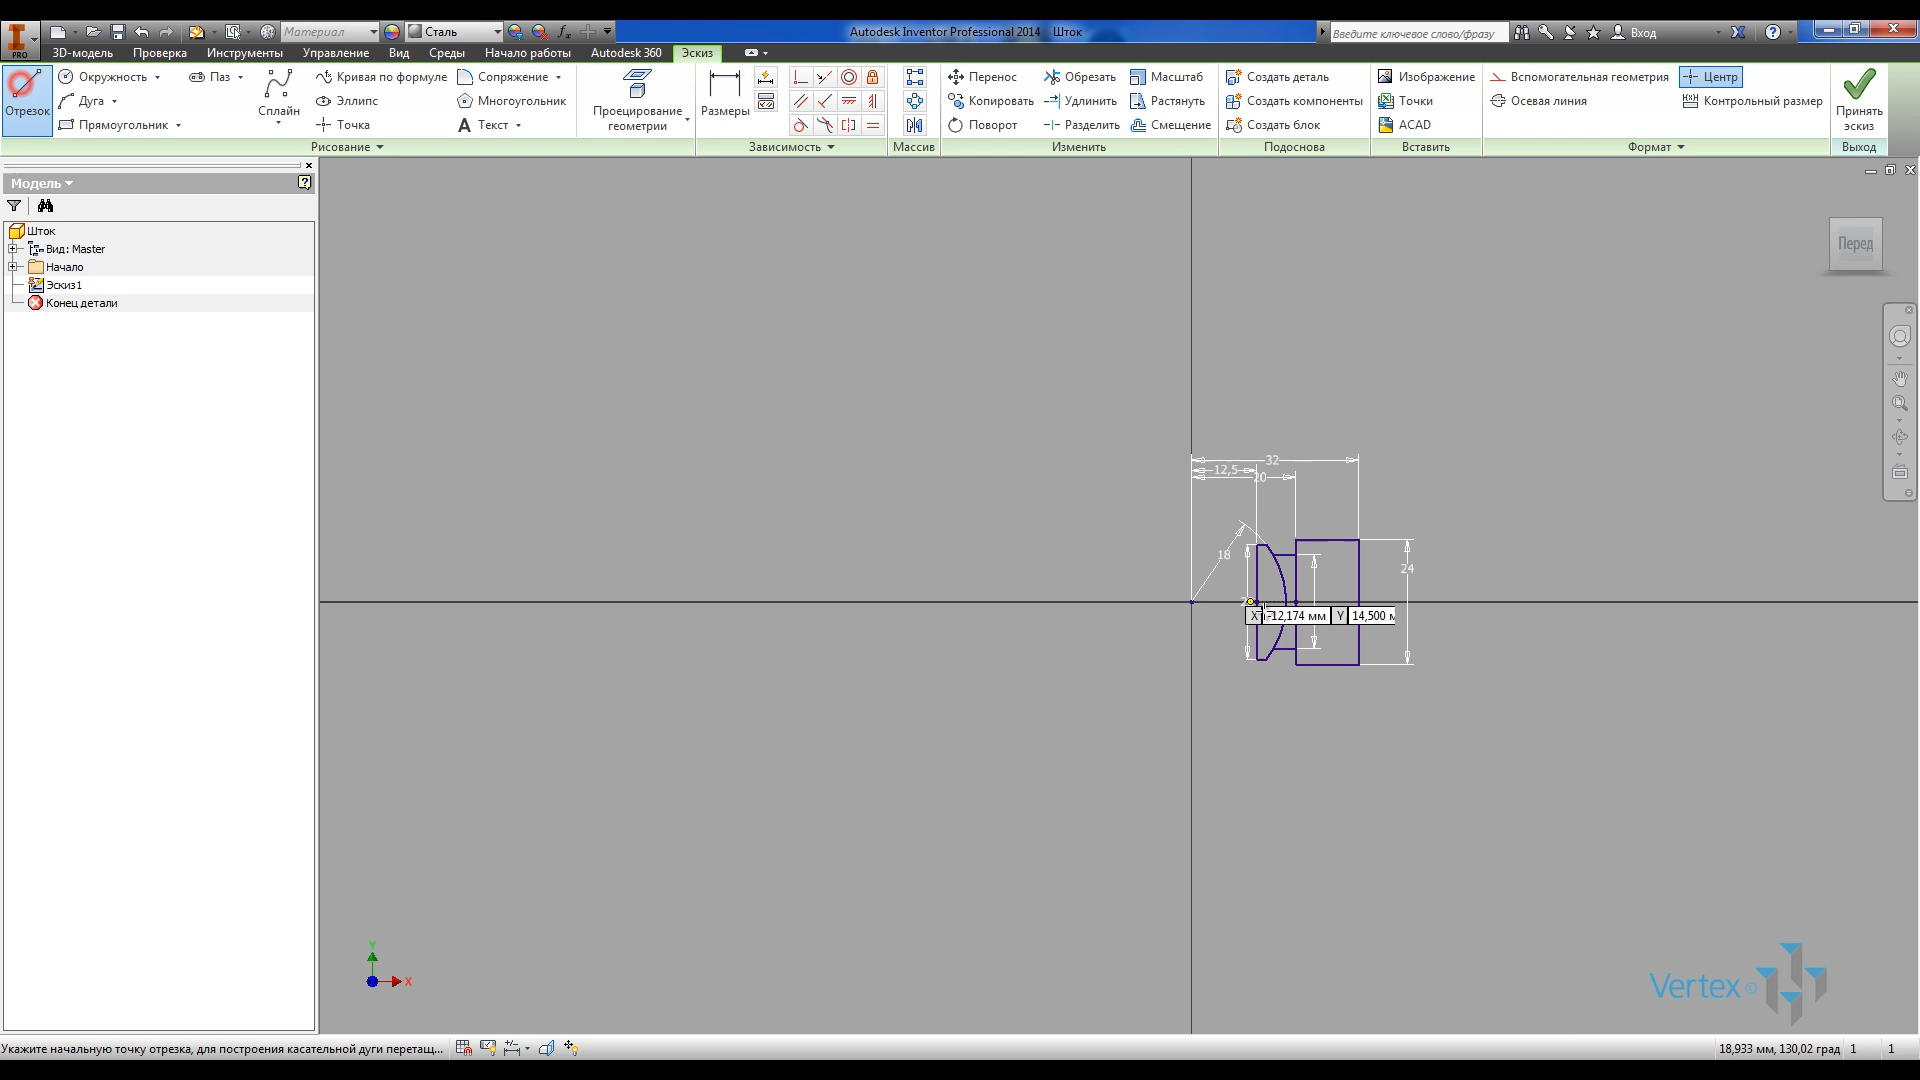 Материал
Сталь
Autodesk Inventor Professional 2014 Шток
Введите ключевое слово/фразу
Вход
PRO
3D-модель Проверка Инструменты Управление Вид Среды Начало работы Autodesk 360 Эскиз
Отрезок
Окружность
Дуга
Прямоугольник
Паз
Сплайн
Кривая по формуле
Эллипс
Точка
Сопряжение
Многоугольник
Текст
Проецирование
геометрии
Размеры
Перенос
Копировать
Поворот
Обрезать
Удлинить
Разделить
Масштаб
Растянуть
Смещение
Создать деталь
Создать компоненты
Создать блок
Изображение
Точки
ACAD
Вспомогательная геометрия
Осевая линия
Центр
Контрольный размер
Принять
эскиз
Рисование Зависимость Массив Изменить Подоснова Вставить Формат Выход
Модель
Шток
Вид: Master
Начало
Эскиз1
Конец детали
Перед
32
12,5
20
18
24
X -12,174 мм Y 14,500 м
Y
X
Vertex
Укажите начальную точку отрезка, для построения касательной дуги перетащ...
18,933 мм, 130,02 град 1 1